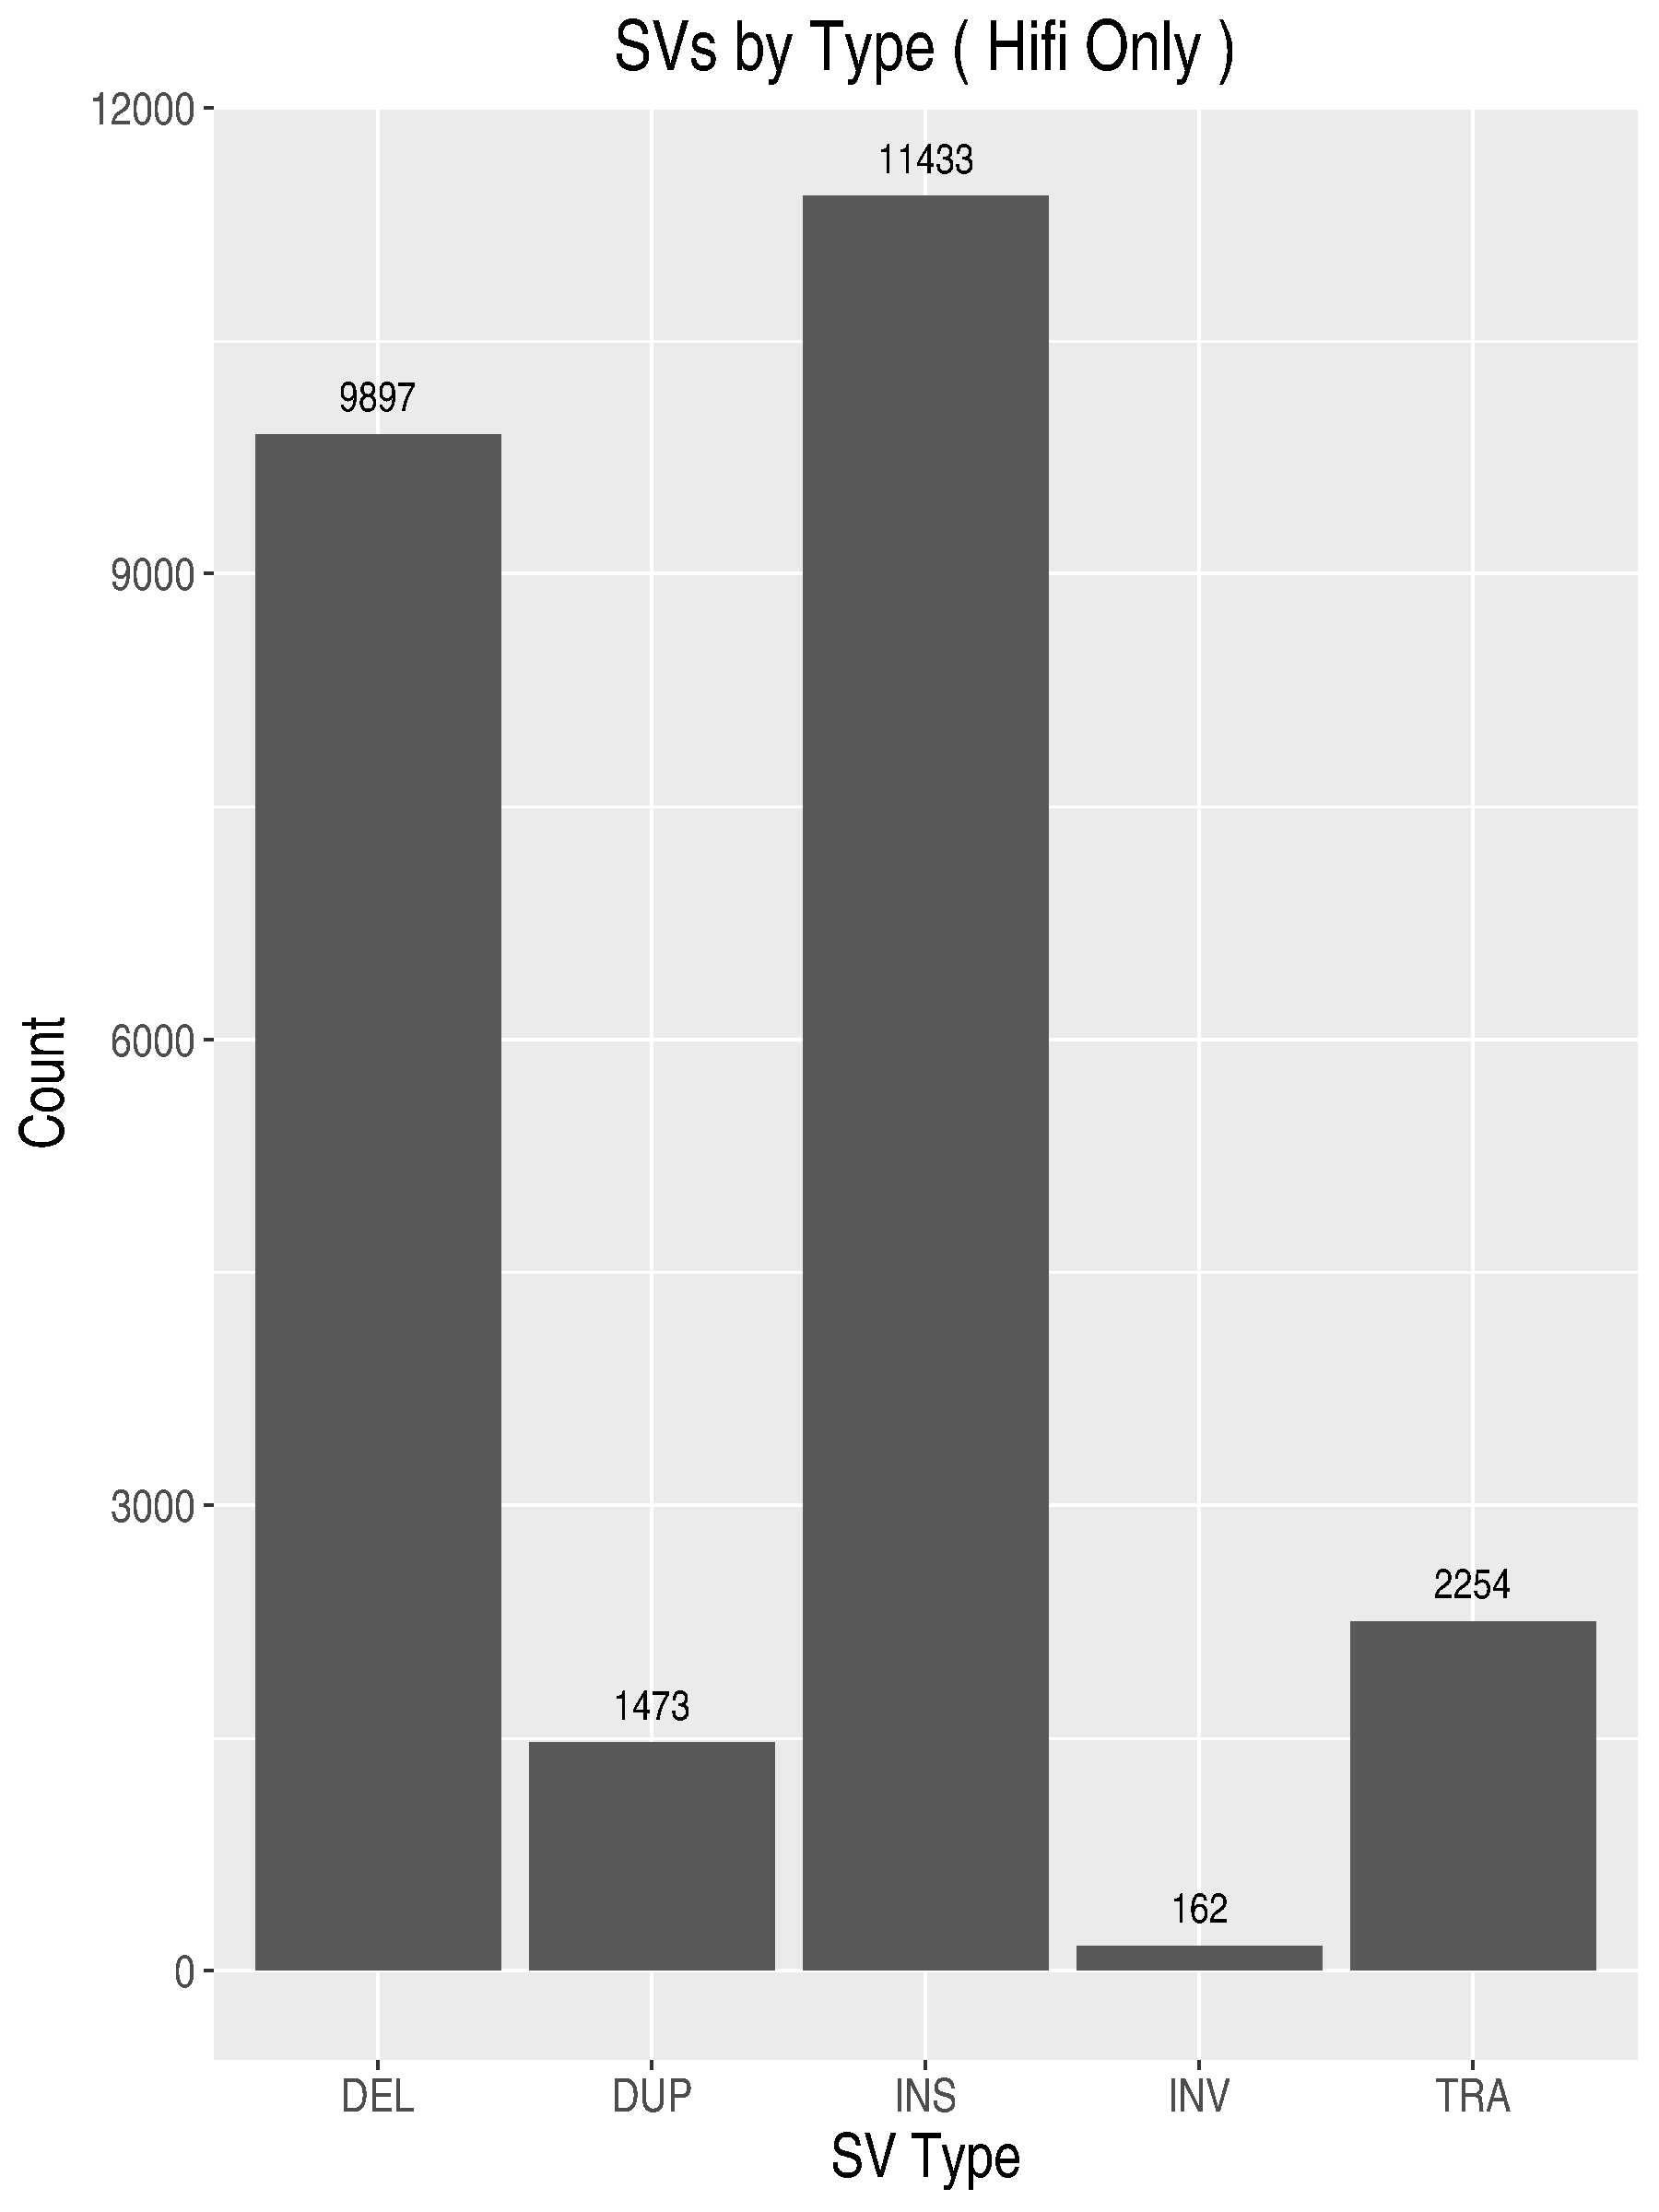 SVs by Type ( Hifi Only )
12000
11433
9897
9000
6000
Count
3000
2254
1473
162
0
DEL DUP INS INV TRA
SV Type